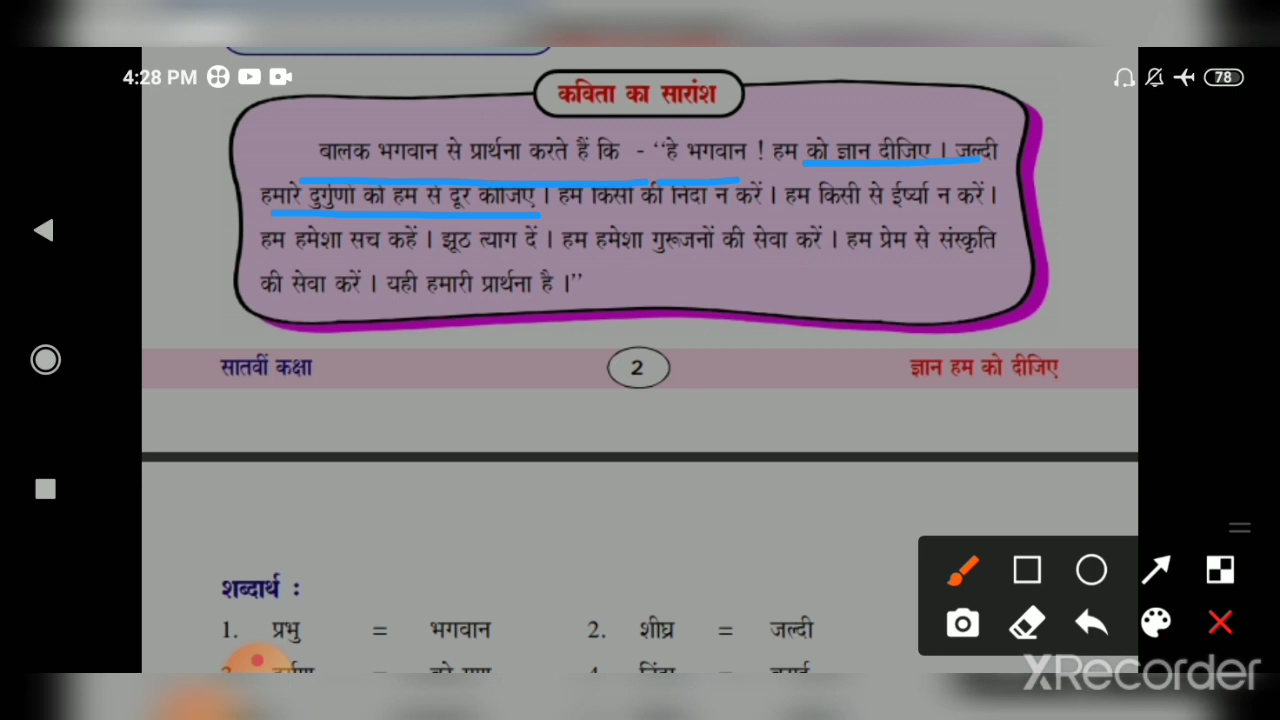 4:28 PM
78
कविता का सारांश
बालक भगवान से प्रार्थना करते हैं कि - "हे भगवान ! हम को ज्ञान दीजिए । जल्दी
हमारे दुर्गुणों को हम से दूर कीजिए । हम किसी की निंदा न करें । हम किसी से ईर्ष्या न करें ।
हम हमेशा सच कहें । झूठ त्याग दें । हम हमेशा गुरूजनों की सेवा करें । हम प्रेम से संस्कृति
की सेवा करें । यही हमारी प्रार्थना है ।"
सातवीं कक्षा
2
ज्ञान हम को दीजिए
शब्दार्थ :
1. प्रभु = भगवान 2. शीघ्र = जल्दी
XRecorder